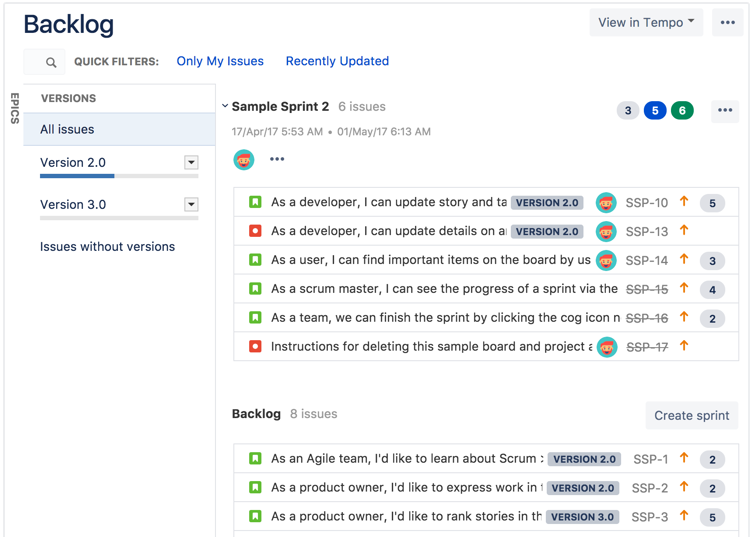 Backlog
View in Tempo
QUICK FILTERS: Only My Issues Recently Updated
EPICS
VERSIONS
All issues
Version 2.0
Version 3.0
Issues without versions
Sample Sprint 2 6 issues
3 5 6
17/Apr/17 5:53 AM • 01/May/17 6:13 AM
As a developer, I can update story and ta VERSION 2.0 SSP-10 5
As a developer, I can update details on a VERSION 2.0 SSP-13
As a user, I can find important items on the board by us SSP-14 3
As a scrum master, I can see the progress of a sprint via the SSP-15 4
As a team, we can finish the sprint by clicking the cog icon n SSP-16 2
Instructions for deleting this sample board and project a SSP-17
Backlog 8 issues
Create sprint
As an Agile team, I'd like to learn about Scrum VERSION 2.0 SSP-1 2
As a product owner, I'd like to express work in VERSION 2.0 SSP-2 2
As a product owner, I'd like to rank stories in th VERSION 3.0 SSP-3 5